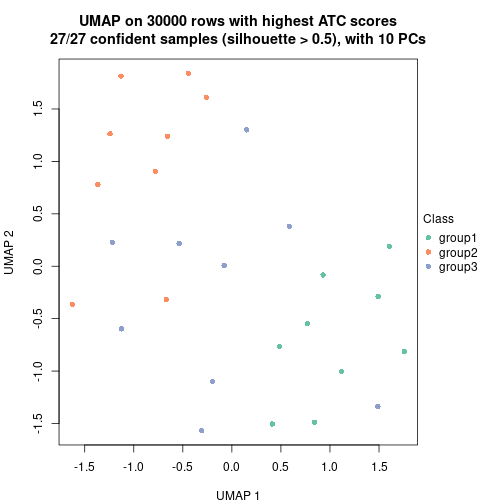 UMAP on 30000 rows with highest ATC scores
27/27 confident samples (silhouette > 0.5), with 10 PCs
UMAP 2
1.5
1.0
0.5
0.0
-0.5
-1.0
-1.5
-1.5
-1.0
-0.5
0.0
0.5
1.0
1.5
UMAP 1
Class
group1
group2
group3